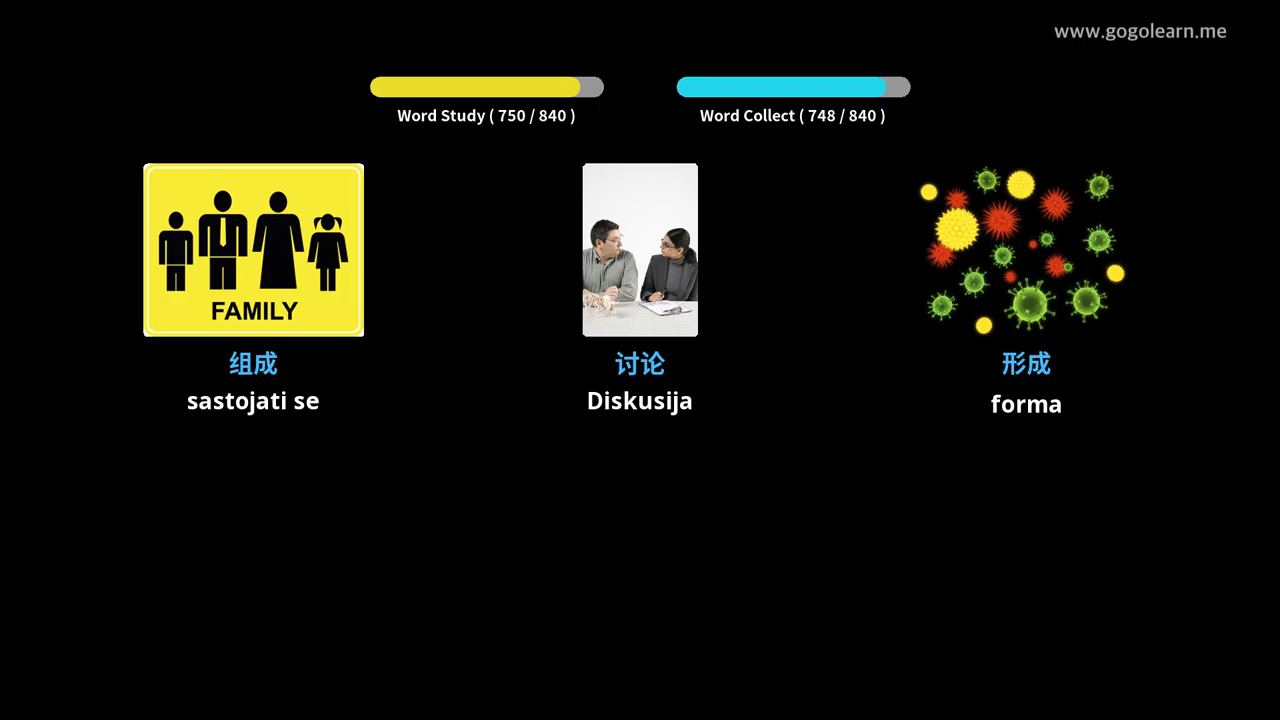 www.gogolearn.me
Word Study ( 750 / 840 )
Word Collect ( 748 / 840 )
FAMILY
组成
sastojati se
讨论
Diskusija
形成
forma